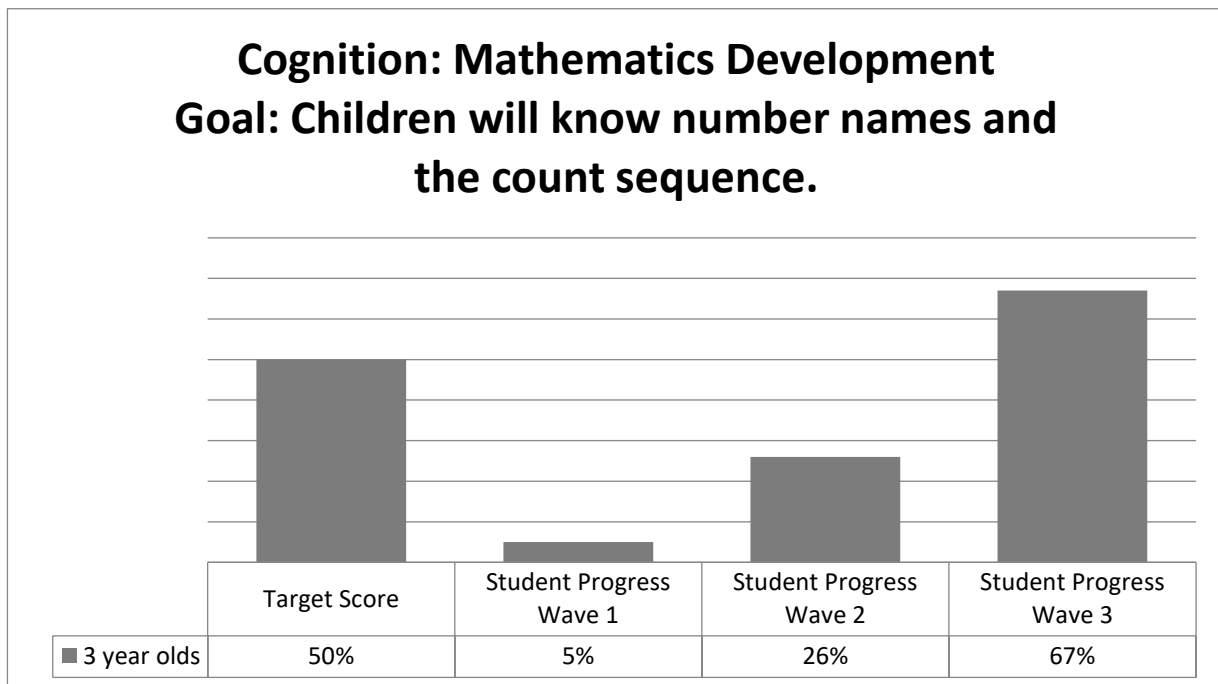 Cognition: Mathematics Development
Goal: Children will know number names and
the count sequence.
Target Score
Student Progress
Wave 1
Student Progress
Wave 2
Student Progress
Wave 3
3 year olds 50% 5% 26% 67%